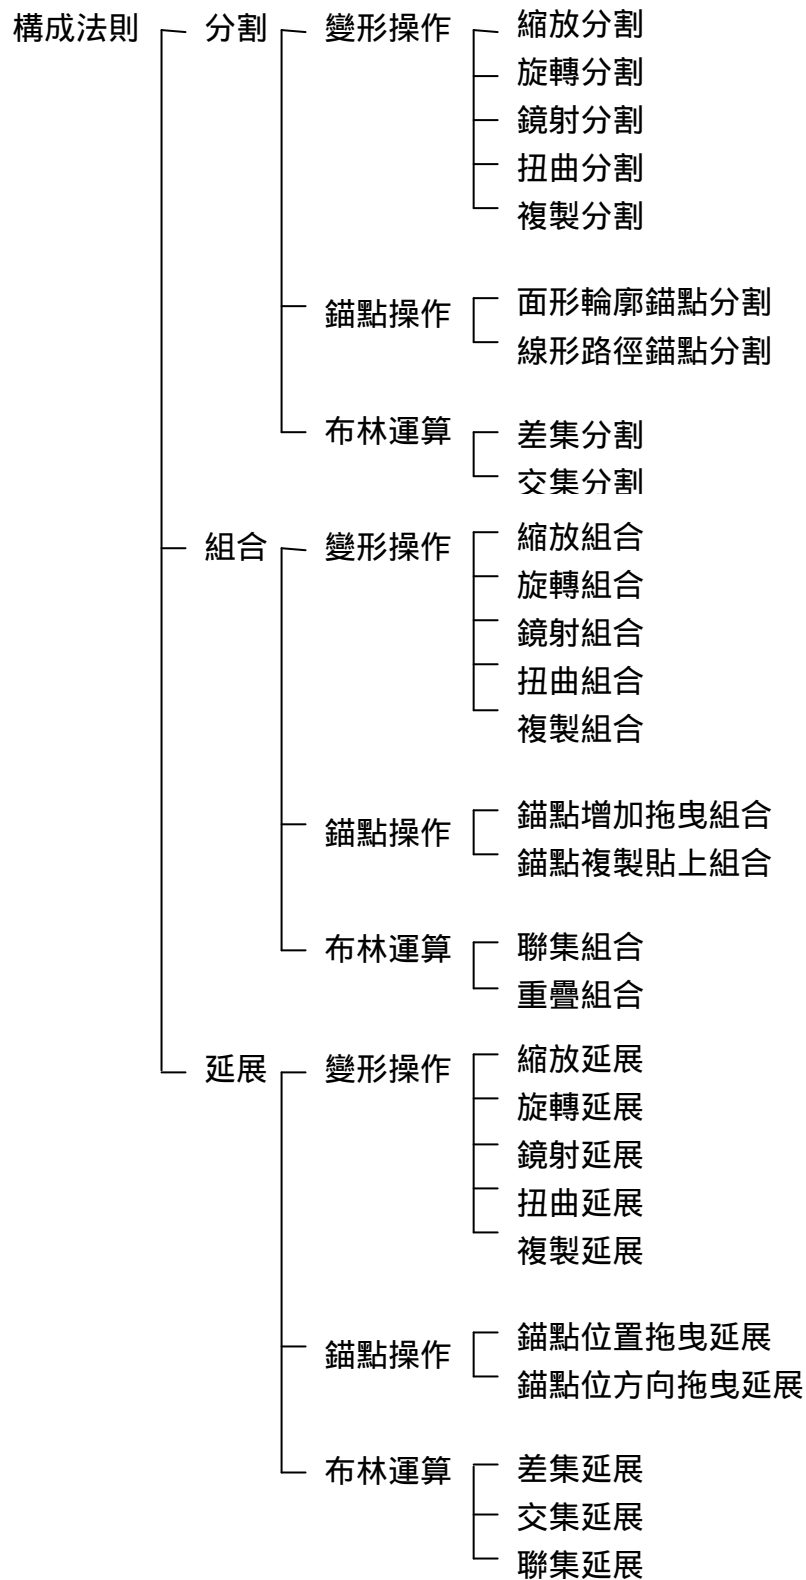 構成法則
分割
變形操作
縮放分割
旋轉分割
鏡射分割
扭曲分割
複製分割
錨點操作
面形輪廓錨點分割
線形路徑錨點分割
布林運算
差集分割
交集分割
組合
變形操作
縮放組合
旋轉組合
鏡射組合
扭曲組合
複製組合
錨點操作
錨點增加拖曳組合
錨點複製貼上組合
布林運算
聯集組合
重疊組合
延展
變形操作
縮放延展
旋轉延展
鏡射延展
扭曲延展
複製延展
錨點操作
錨點位置拖曳延展
錨點位方向拖曳延展
布林運算
差集延展
交集延展
聯集延展